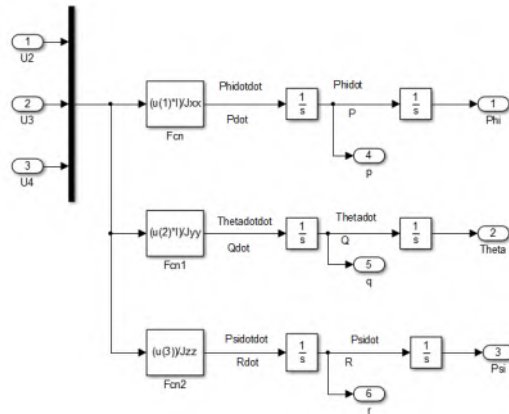 1
U2
2
U3
3
U4
(u(1)*l)/Jxx
Fcn
Phidotdot
Pdot
1
s
Phidot
P
1
s
1
Phi
4
p
(u(2)*l)/Jyy
Fcn1
Thetadotdot
Qdot
1
s
Thetadot
Q
1
s
2
Theta
5
q
(u(3))/Jzz
Fcn2
Psidotdot
Rdot
1
s
Psidot
R
1
s
3
Psi
6
r